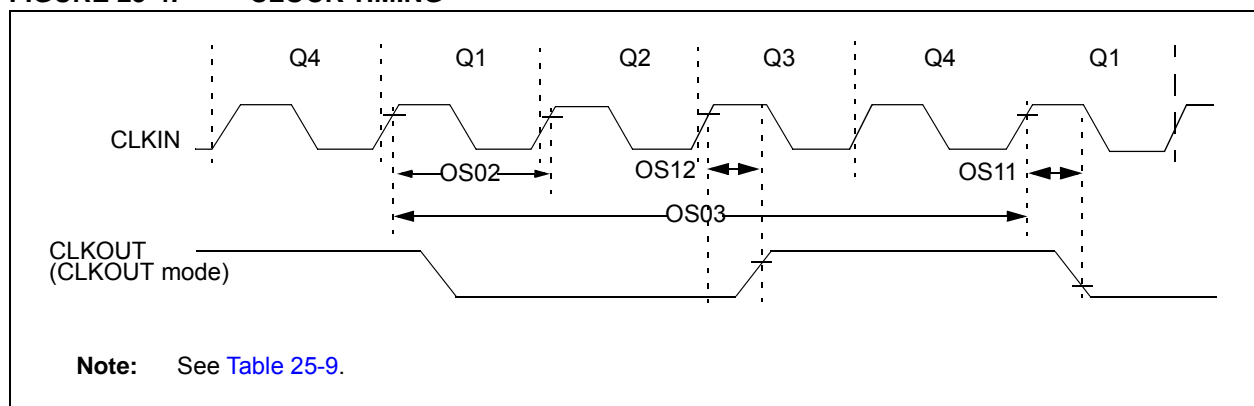 Q4 Q1 Q2 Q3 Q4 Q1
CLKIN
OS02 OS12 OS11
OS03
CLKOUT
(CLKOUT mode)
Note: See Table 25-9.